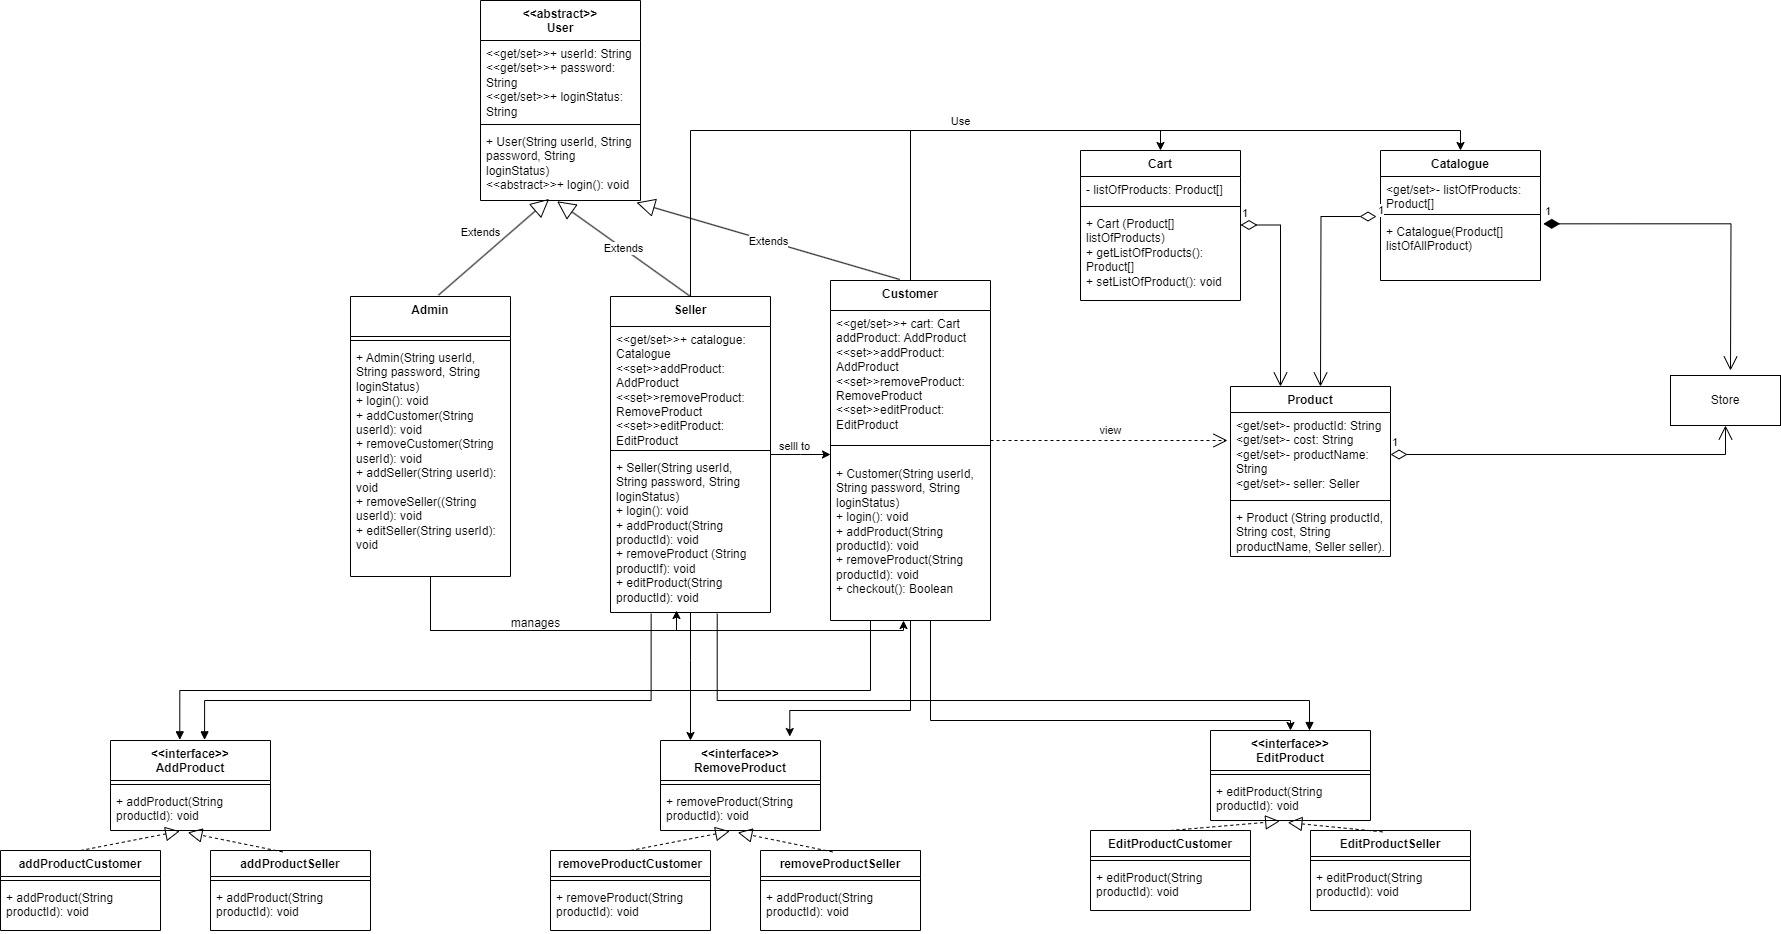 <<abstract>>
User
<<get/set>>+ userId: String
<<get/set>>+ password:
String
<<get/set>>+ loginStatus:
String
+ User(String userId, String
password, String
loginStatus)
<<abstract>>+ login(): void
Use
Cart
- listOfProducts: Product[]
+ Cart (Product[]
listOfProducts)
+ getListOfProducts():
Product[]
+ setListOfProduct(): void
1
Catalogue
<get/set>- listOfProducts:
Product[]
+ Catalogue(Product[]
listOfAllProduct)
1
1
Extends
Extends
Extends
Admin
+ Admin(String userId,
String password, String
loginStatus)
+ login(): void
+ addCustomer(String
userId): void
+ removeCustomer(String
userId): void
+ addSeller(String userId):
void
+ removeSeller((String
userId): void
+ editSeller(String userId):
void
Seller
<<get/set>>+ catalogue:
Catalogue
<<set>>addProduct:
AddProduct
<<set>>removeProduct:
RemoveProduct
<<set>>editProduct:
EditProduct
+ Seller(String userId,
String password, String
loginStatus)
+ login(): void
+ addProduct(String
productId): void
+ removeProduct (String
productIf): void
+ editProduct(String
productId): void
selll to
Customer
<<get/set>>+ cart: Cart
addProduct: AddProduct
<<set>>addProduct:
AddProduct
<<set>>removeProduct:
RemoveProduct
<<set>>editProduct:
EditProduct
+ Customer(String userId,
String password, String
loginStatus)
+ login(): void
+ addProduct(String
productId): void
+ removeProduct(String
productId): void
+ checkout(): Boolean
view
Product
<get/set>- productId: String
<get/set>- cost: String
<get/set>- productName:
String
<get/set>- seller: Seller
+ Product (String productId,
String cost, String
productName, Seller seller).
1
Store
manages
<<interface>>
AddProduct
+ addProduct(String
productId): void
<<interface>>
RemoveProduct
+ removeProduct(String
productId): void
<<interface>>
EditProduct
+ editProduct(String
productId): void
addProductCustomer
+ addProduct(String
productId): void
addProductSeller
+ addProduct(String
productId): void
removeProductCustomer
+ removeProduct(String
productId): void
removeProductSeller
+ addProduct(String
productId): void
EditProductCustomer
+ editProduct(String
productId): void
EditProductSeller
+ editProduct(String
productId): void